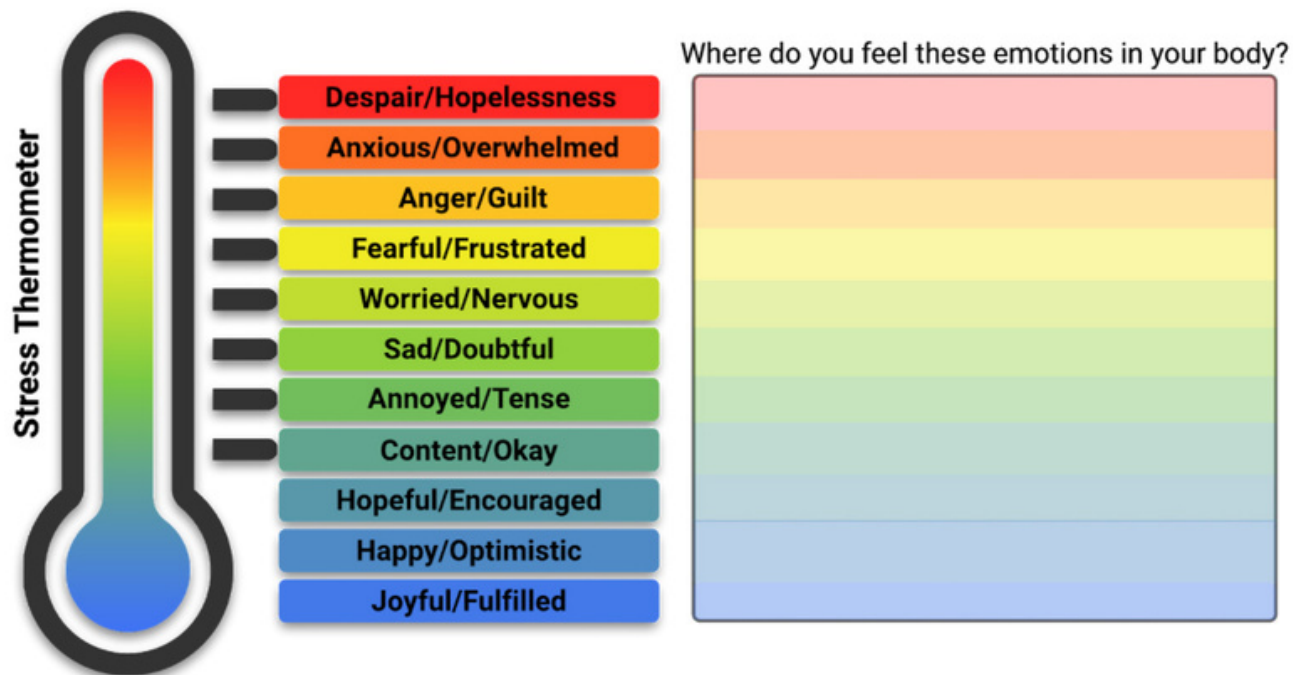 Stress Thermometer
Where do you feel these emotions in your body?
Despair/Hopelessness
Anxious/Overwhelmed
Anger/Guilt
Fearful/Frustrated
Worried/Nervous
Sad/Doubtful
Annoyed/Tense
Content/Okay
Hopeful/Encouraged
Happy/Optimistic
Joyful/Fulfilled